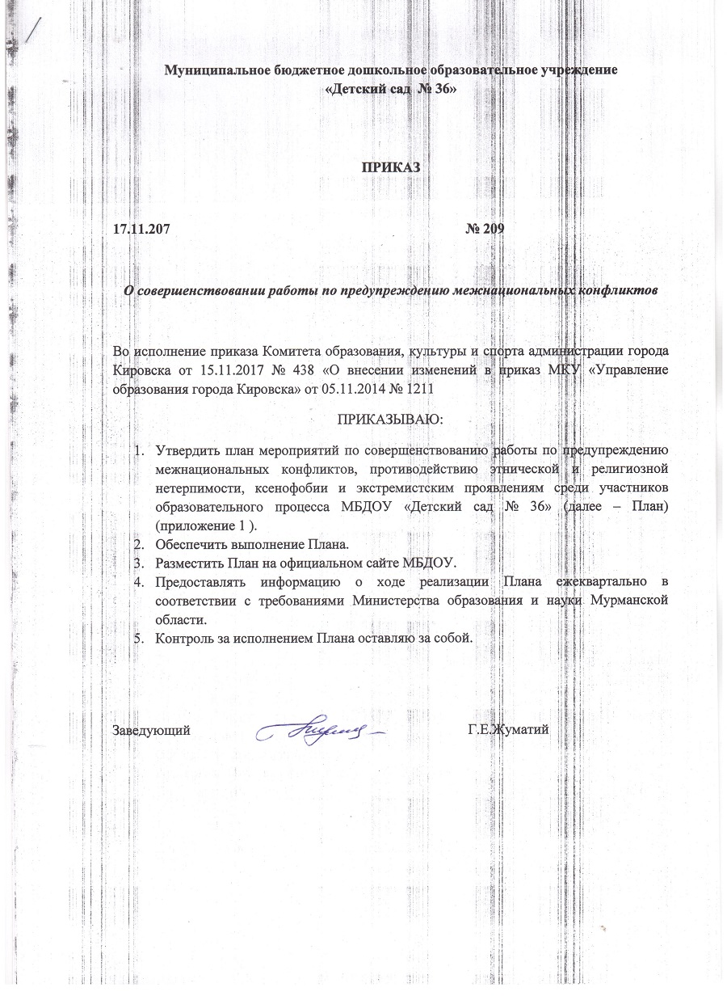 Муниципальное бюджетное дошкольное образовательное учреждение
«Детский сад № 36»
ПРИКАЗ
17.11.207 № 209
О совершенствовании работы по предупреждению межнациональных конфликтов
Во исполнение приказа Комитета образования, культуры и спорта администрации города
Кировска от 15.11.2017 № 438 «О внесении изменений в приказ МКУ «Управление
образования города Кировска» от 05.11.2014 № 1211
ПРИКАЗЫВАЮ:
1. Утвердить план мероприятий по совершенствованию работы по предупреждению
межнациональных конфликтов, противодействию этнической и религиозной
нетерпимости, ксенофобии и экстремистским проявлениям среди участников
образовательного процесса МБДОУ «Детский сад № 36» (далее – План)
(приложение 1 ).
2. Обеспечить выполнение Плана.
3. Разместить План на официальном сайте МБДОУ.
4. Предоставлять информацию о ходе реализации Плана ежеквартально в
соответствии с требованиями Министерства образования и науки Мурманской
области.
5. Контроль за исполнением Плана оставляю за собой.
Заведующий Г.Е.Жуматий